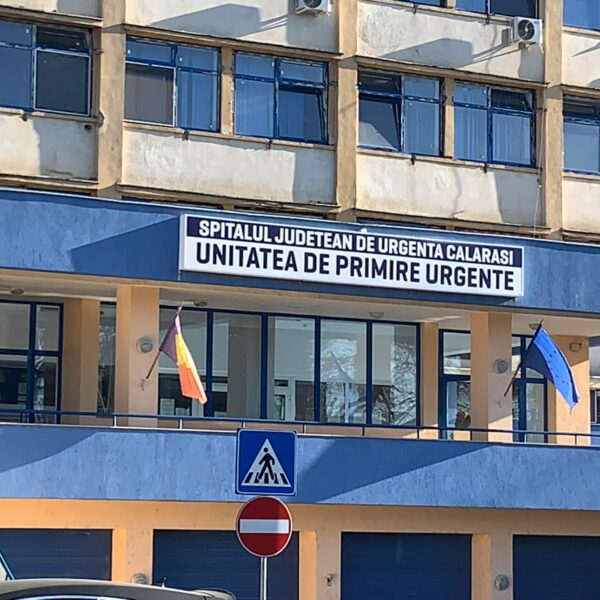 SPITALUL JUDETEAN DE URGENTA CALARASI
UNITATEA DE PRIMIRE URGENTE